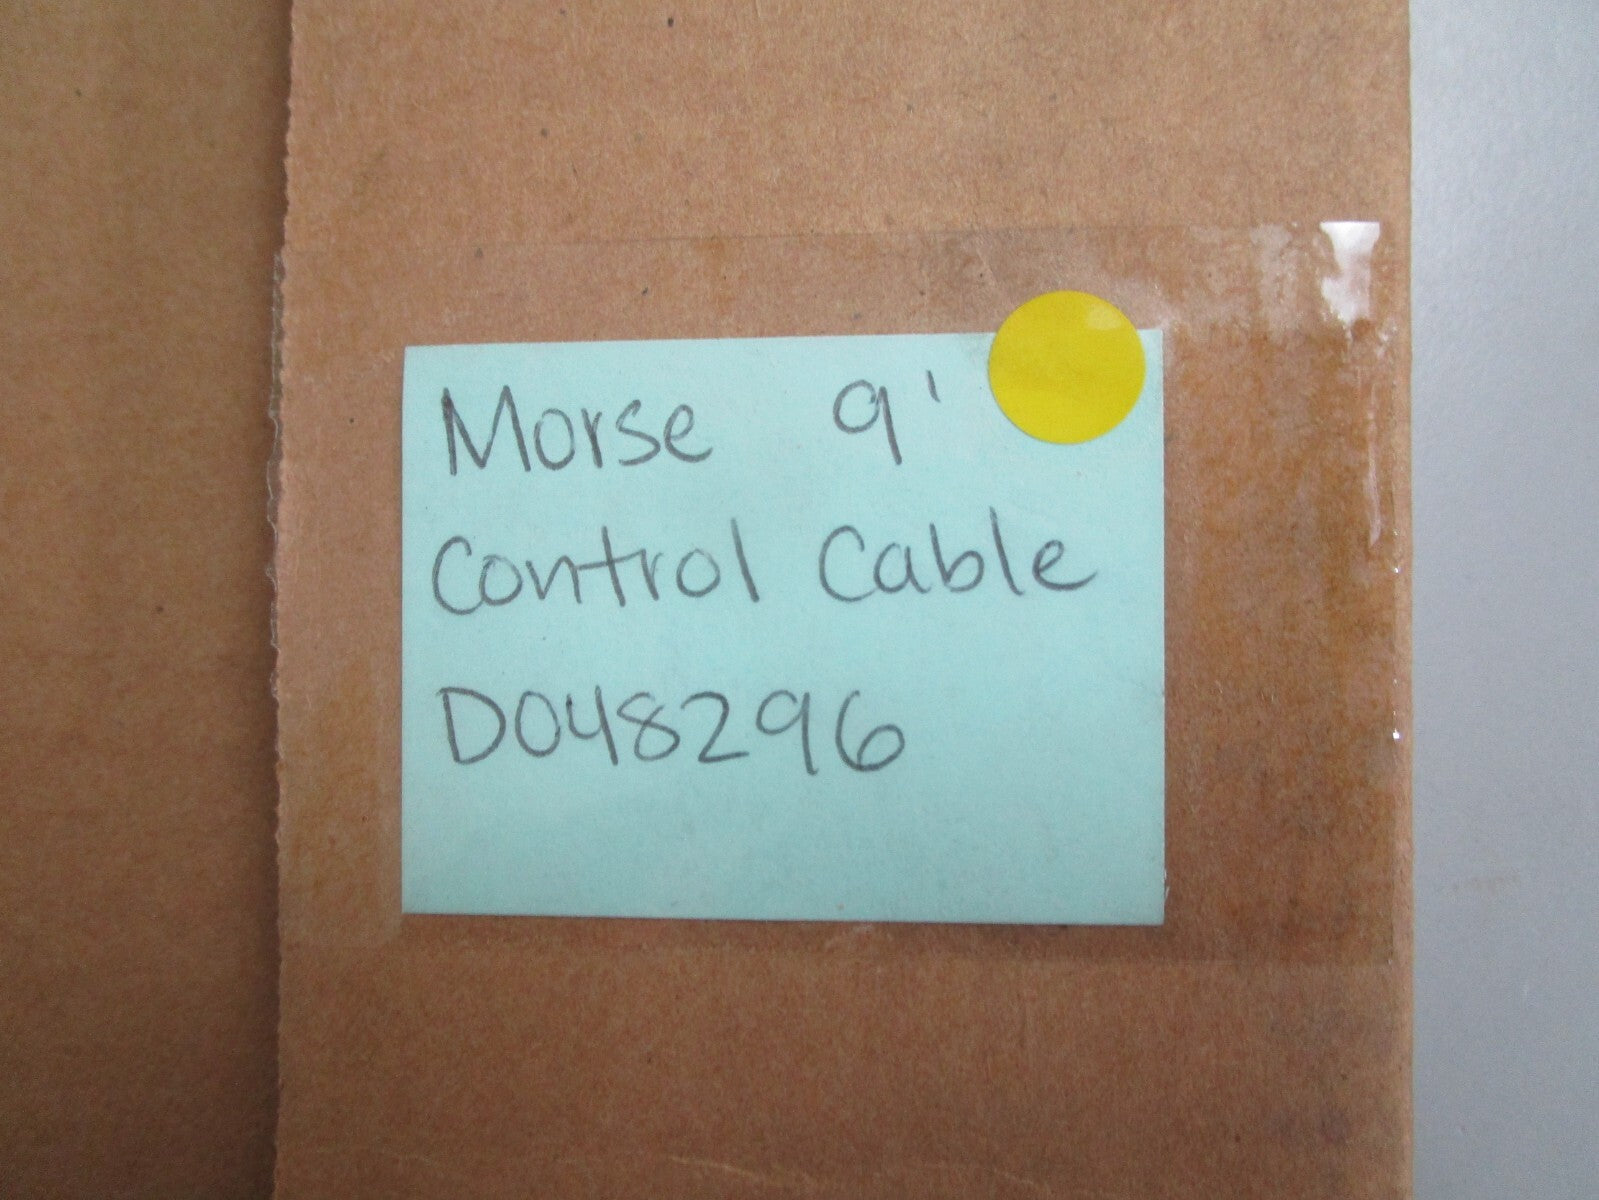 Morse 9'
Control Cable
D048296